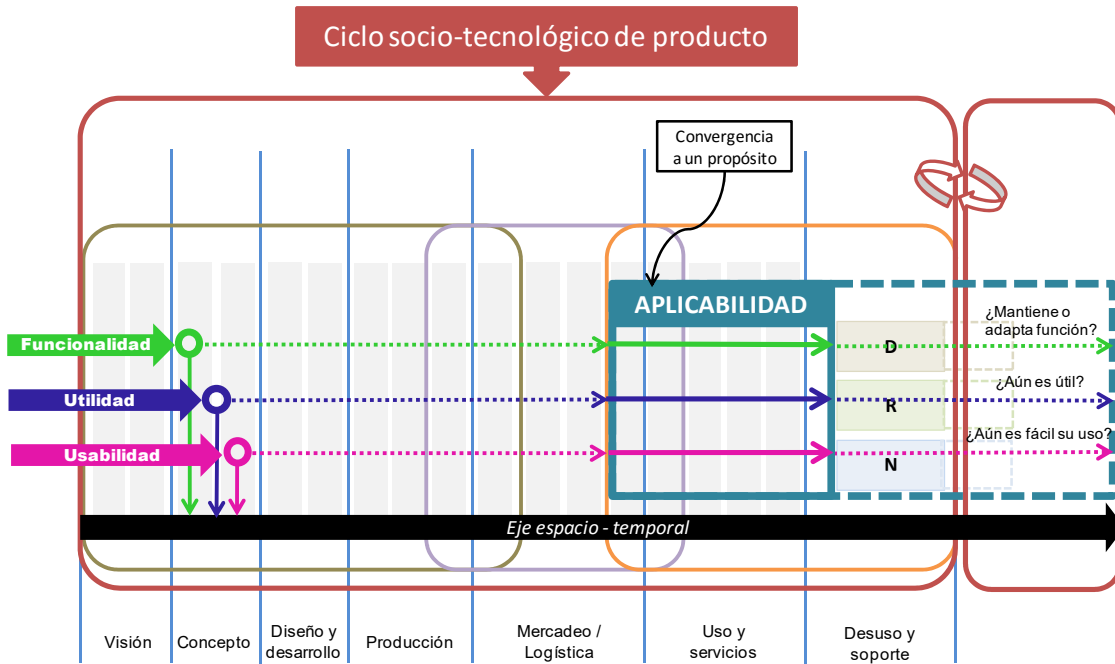 Ciclo socio-tecnológico de producto
Convergencia
a un propósito
APLICABILIDAD
¿Mantiene o
adapta función?
Funcionalidad
D
¿Aún es útil?
Utilidad
R
¿Aún es fácil su uso?
Usabilidad
N
Eje espacio - temporal
Visión
Concepto
Diseño y
desarrollo
Producción
Mercadeo /
Logística
Uso y
servicios
Desuso y
soporte